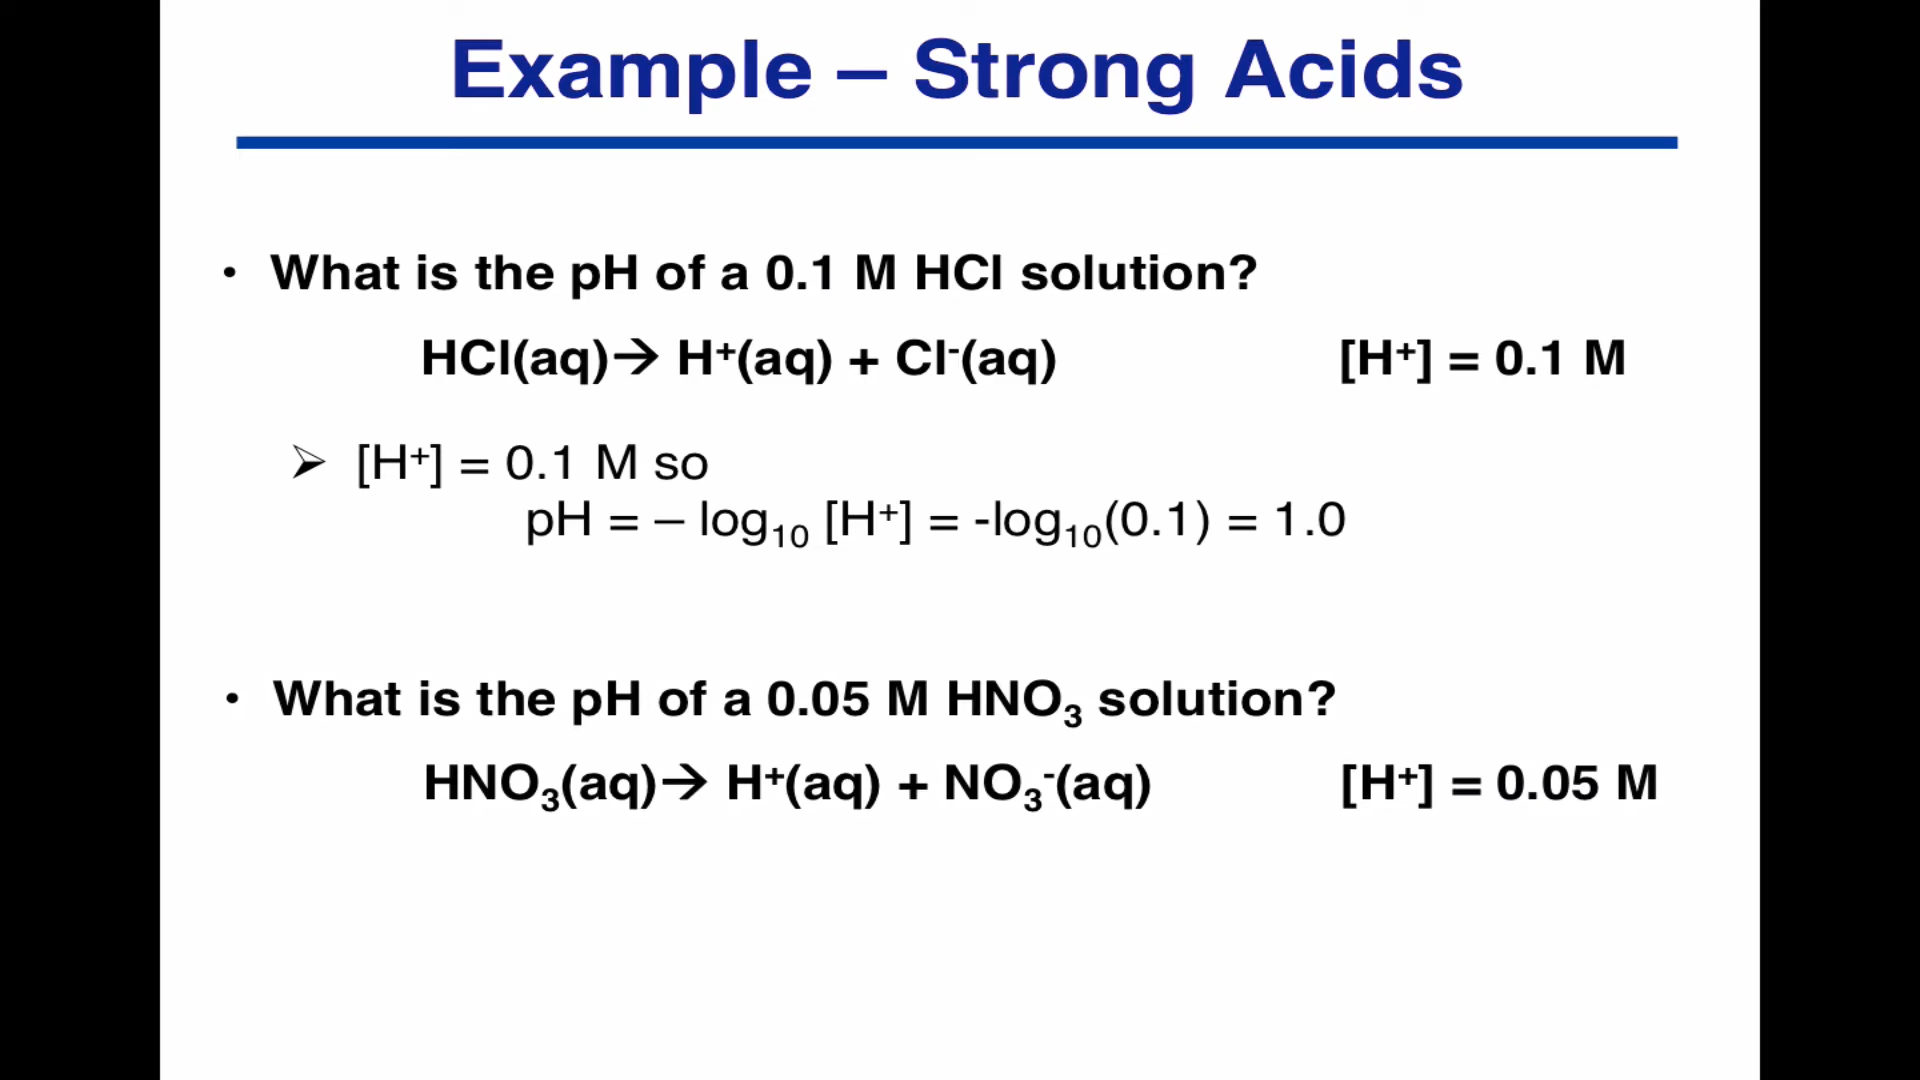 Example – Strong Acids
• What is the pH of a 0.1 M HCl solution?
HCl(aq)→ H⁺(aq) + Cl⁻(aq) [H⁺] = 0.1 M
➢ [H⁺] = 0.1 M so
pH = – log₁₀ [H⁺] = -log₁₀(0.1) = 1.0
• What is the pH of a 0.05 M HNO₃ solution?
HNO₃(aq)→ H⁺(aq) + NO₃⁻(aq) [H⁺] = 0.05 M